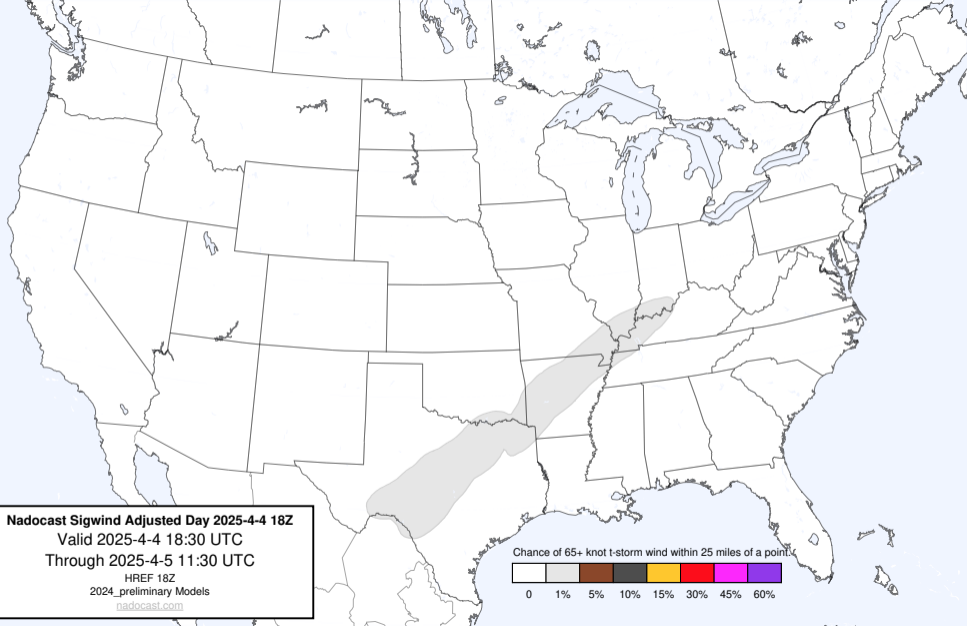 Nadocast Sigwind Adjusted Day 2025-4-4 18Z
Valid 2025-4-4 18:30 UTC
Through 2025-4-5 11:30 UTC
HREF 18Z
2024_preliminary Models
nadocast.com
Chance of 65+ knot t-storm wind within 25 miles of a point.
0 1% 5% 10% 15% 30% 45% 60%